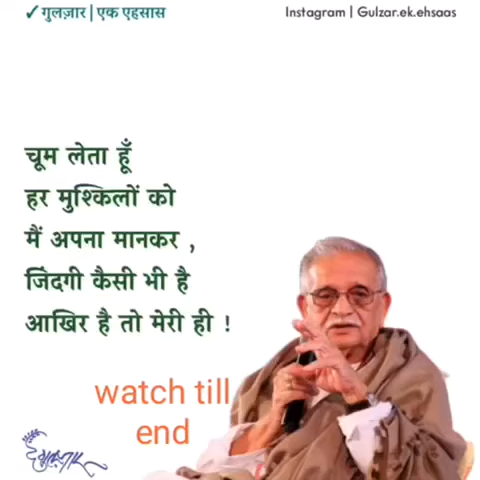 ✓गुलज़ार | एक एहसास
Instagram | Gulzar.ek.ehsaas
चूम लेता हूँ
हर मुश्किलों को
मैं अपना मानकर ,
जिंदगी कैसी भी है
आखिर है तो मेरी ही !
watch till
end